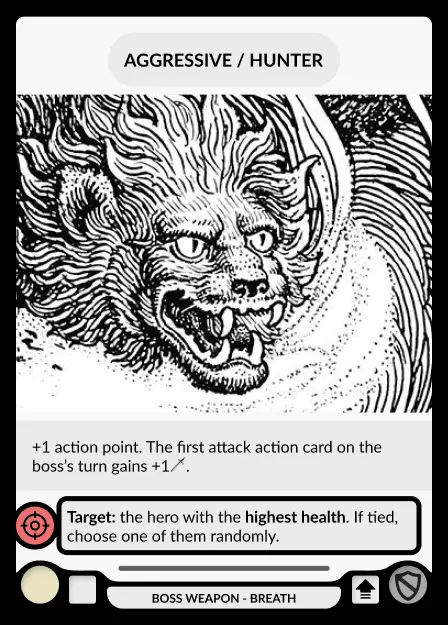 AGGRESSIVE / HUNTER
+1 action point. The first attack action card on the
boss's turn gains +1.
Target: the hero with the highest health. If tied,
choose one of them randomly.
BOSS WEAPON - BREATH